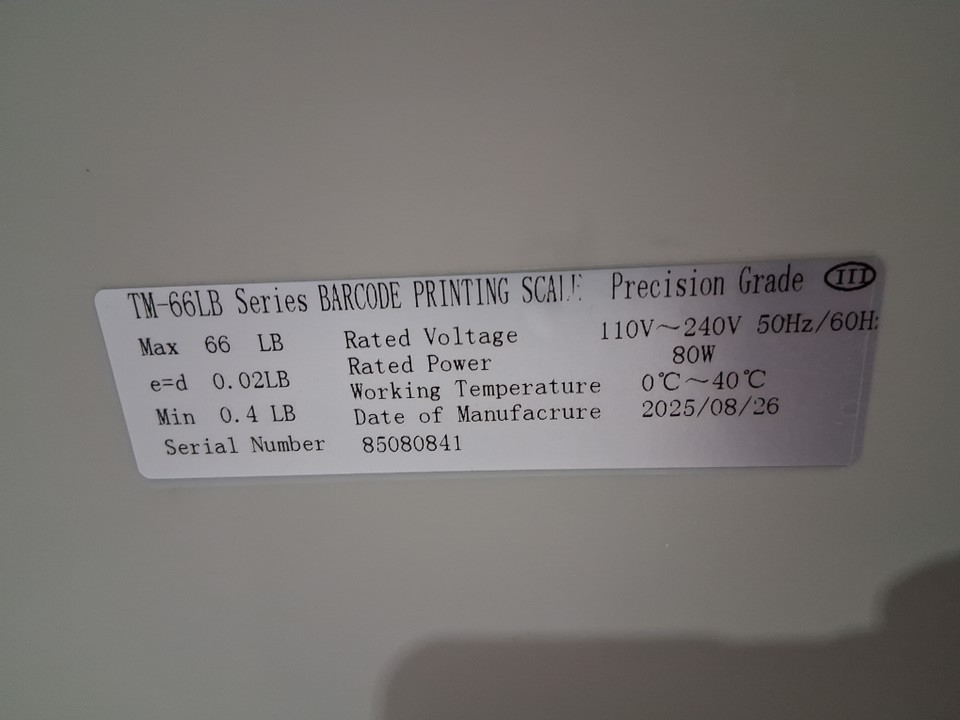 TM-66LB Series BARCODE PRINTING SCALE Precision Grade III
Max 66 LB Rated Voltage 110V～240V 50Hz/60Hz
Rated Power 80W
e=d 0.02LB Working Temperature 0℃～40℃
Min 0.4 LB Date of Manufacrure 2025/08/26
Serial Number 85080841